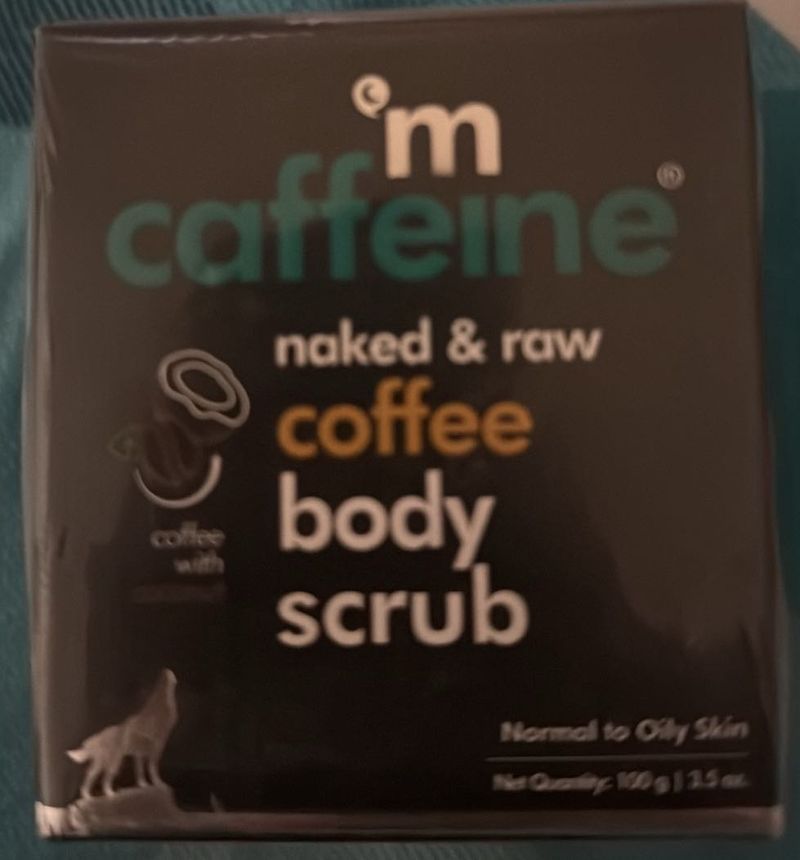 'm
caffeine®
naked & raw
coffee
body
scrub
coffee
with
Normal to Oily Skin
Net Quantity: 100 g | 3.5 oz.